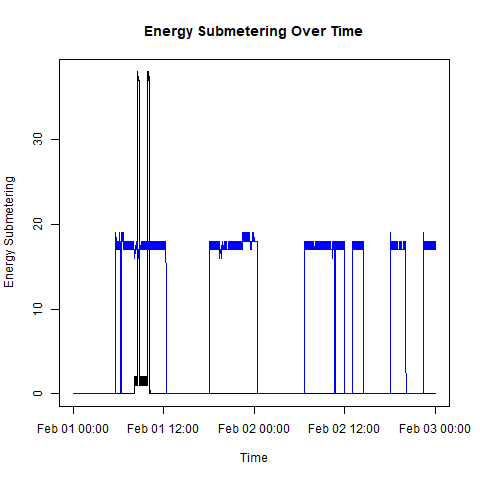 Energy Submetering Over Time
Energy Submetering
30
20
10
0
Feb 01 00:00 Feb 01 12:00 Feb 02 00:00 Feb 02 12:00 Feb 03 00:00
Time